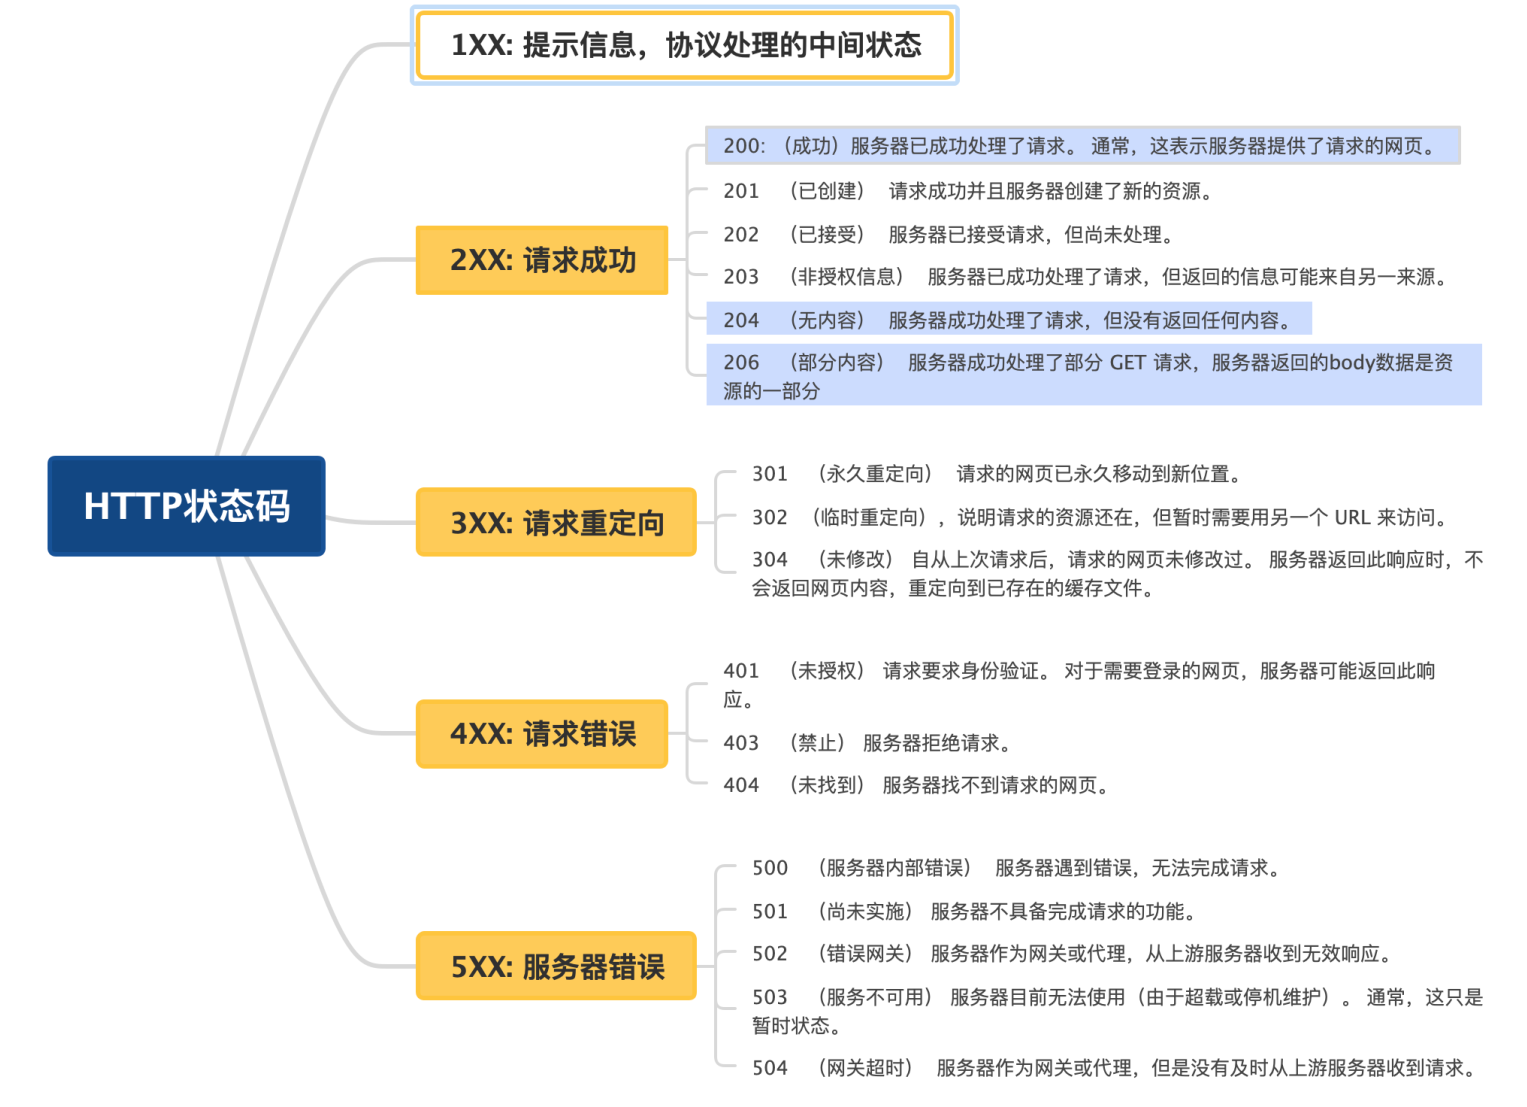 1XX: 提示信息，协议处理的中间状态
200: （成功）服务器已成功处理了请求。 通常，这表示服务器提供了请求的网页。
201 （已创建） 请求成功并且服务器创建了新的资源。
202 （已接受） 服务器已接受请求，但尚未处理。
2XX: 请求成功
203 （非授权信息） 服务器已成功处理了请求，但返回的信息可能来自另一来源。
204 （无内容） 服务器成功处理了请求，但没有返回任何内容。
206 （部分内容） 服务器成功处理了部分 GET 请求，服务器返回的body数据是资
源的一部分
HTTP状态码
301 （永久重定向） 请求的网页已永久移动到新位置。
3XX: 请求重定向
302 （临时重定向），说明请求的资源还在，但暂时需要用另一个 URL 来访问。
304 （未修改） 自从上次请求后，请求的网页未修改过。 服务器返回此响应时，不
会返回网页内容，重定向到已存在的缓存文件。
401 （未授权） 请求要求身份验证。 对于需要登录的网页，服务器可能返回此响
应。
4XX: 请求错误
403 （禁止） 服务器拒绝请求。
404 （未找到） 服务器找不到请求的网页。
500 （服务器内部错误） 服务器遇到错误，无法完成请求。
501 （尚未实施） 服务器不具备完成请求的功能。
502 （错误网关） 服务器作为网关或代理，从上游服务器收到无效响应。
5XX: 服务器错误
503 （服务不可用） 服务器目前无法使用（由于超载或停机维护）。 通常，这只是
暂时状态。
504 （网关超时） 服务器作为网关或代理，但是没有及时从上游服务器收到请求。